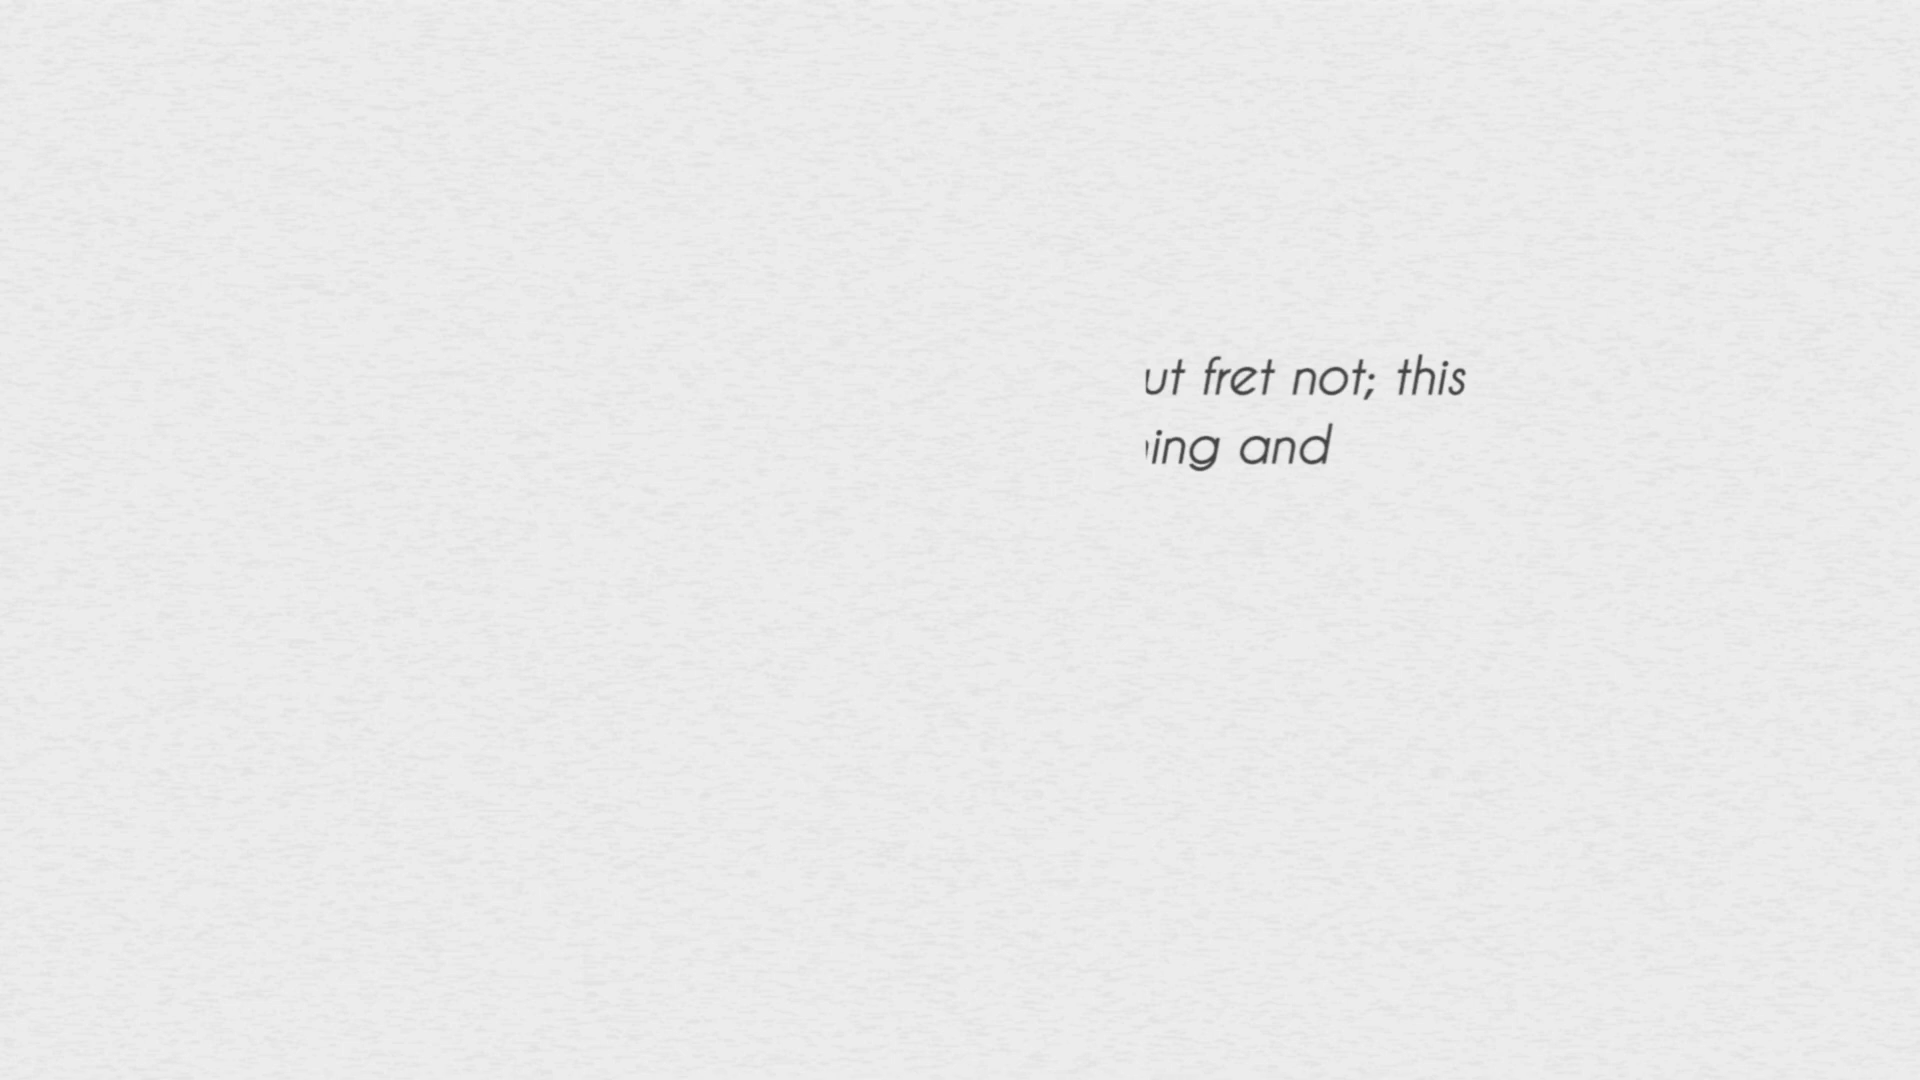 ut fret not; this
ing and